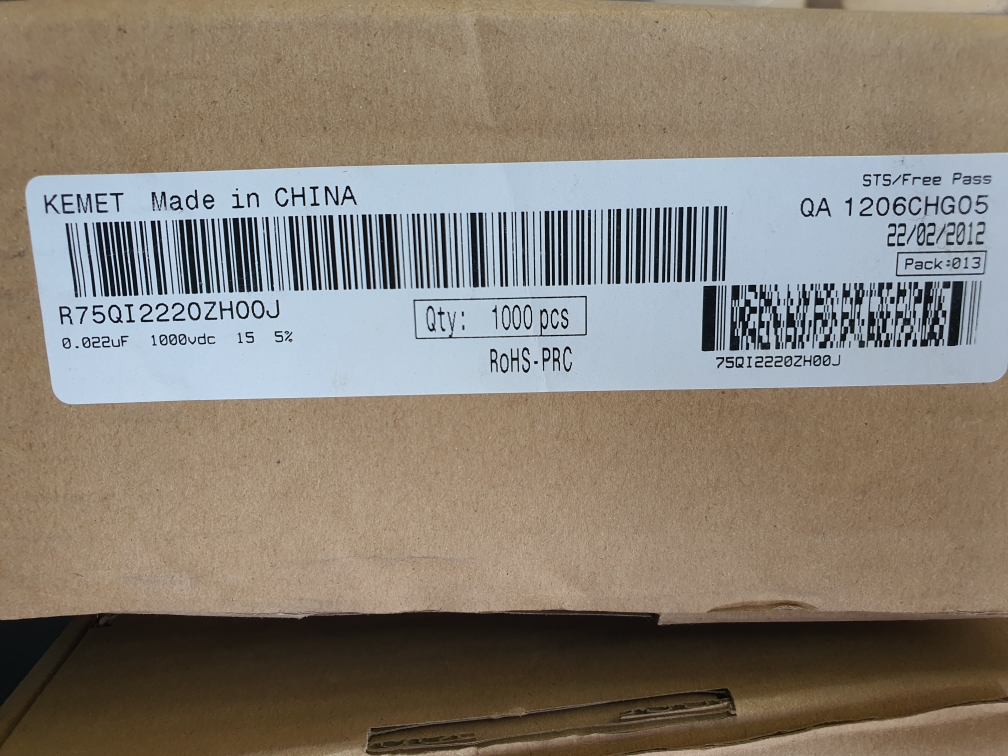 KEMET Made in CHINA
STS/Free Pass
QA 1206CHG05
22/02/2012
Pack:013
R75QI2220ZH00J
0.022uF 1000vdc 15 5%
Qty: 1000 pcs
RoHS-PRC
75QI2220ZH00J